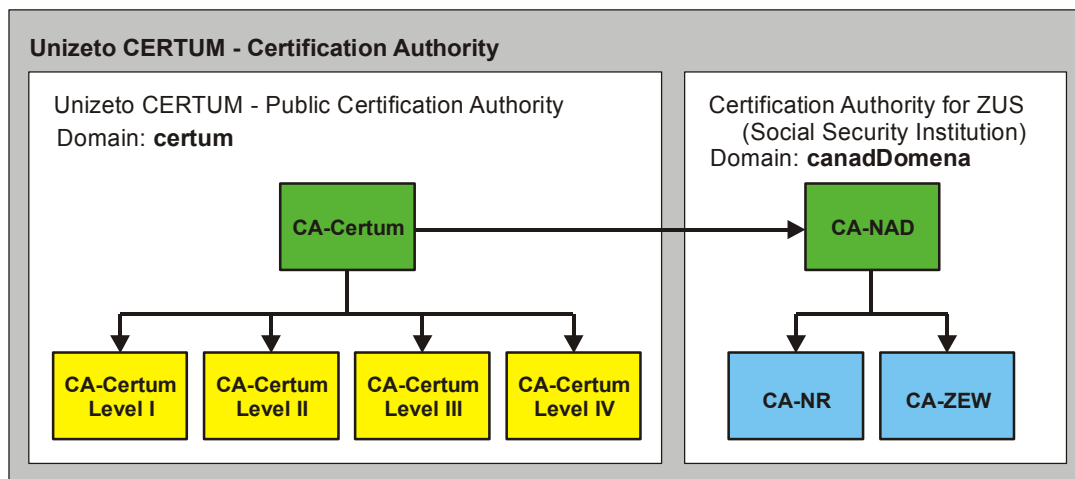 Unizeto CERTUM - Certification Authority
Unizeto CERTUM - Public Certification Authority
Domain: certum
CA-Certum
CA-Certum
Level I
CA-Certum
Level II
CA-Certum
Level III
CA-Certum
Level IV
Certification Authority for ZUS
(Social Security Institution)
Domain: canadDomena
CA-NAD
CA-NR
CA-ZEW